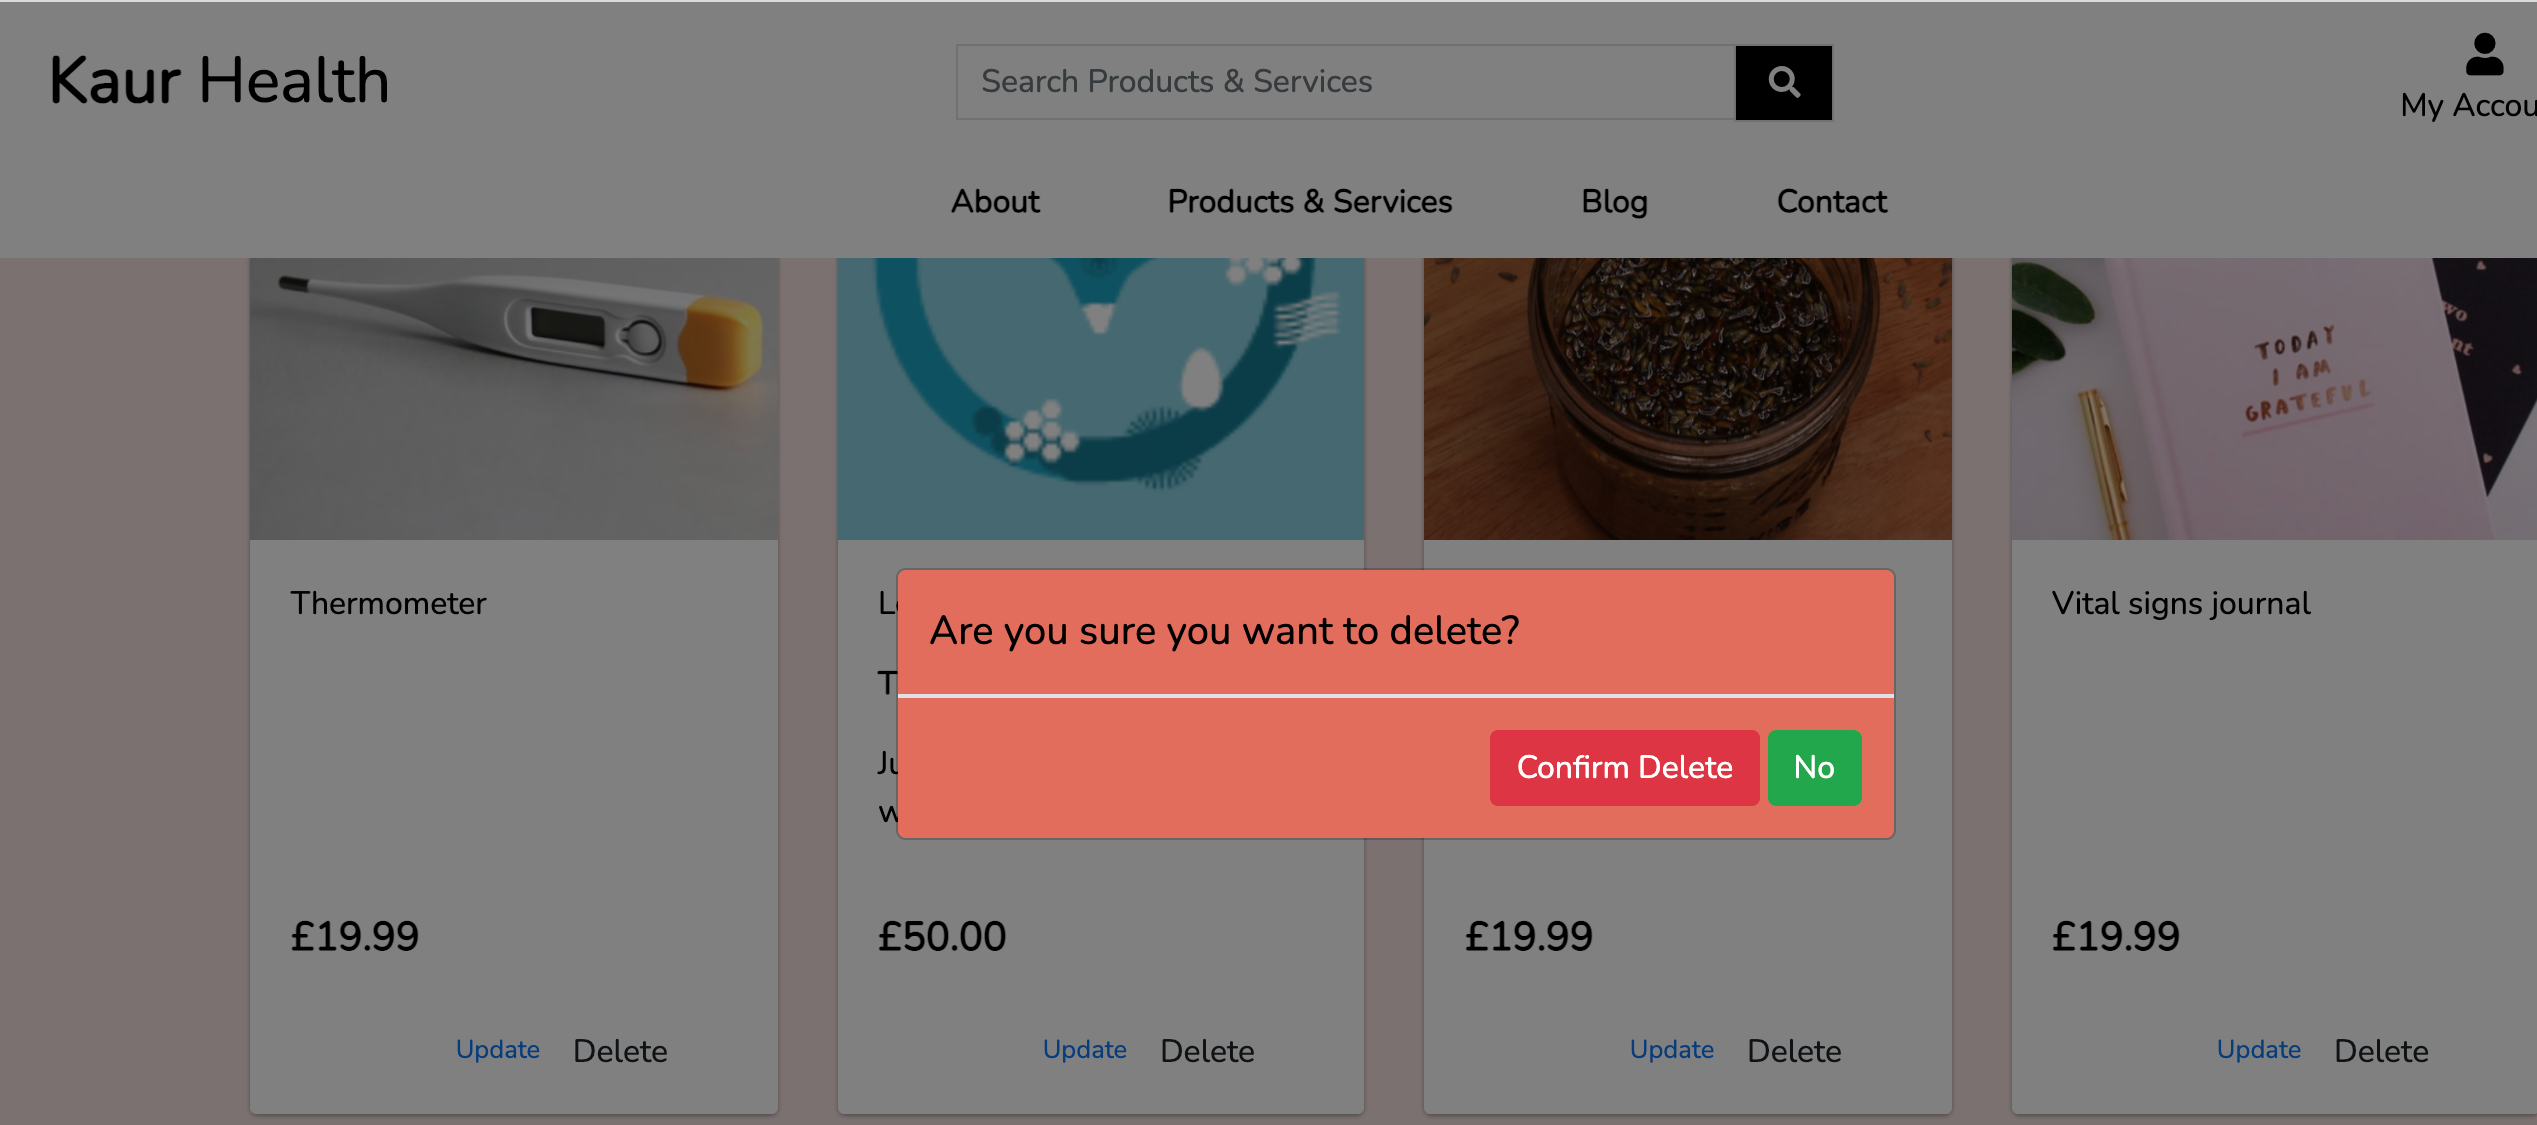 Kaur Health
Search Products & Services
My Accou
About Products & Services Blog Contact
TODAY
I AM
GRATEFUL
Thermometer
Vital signs journal
Are you sure you want to delete?
Confirm Delete No
£19.99 £50.00 £19.99 £19.99
Update Delete Update Delete Update Delete Update Delete